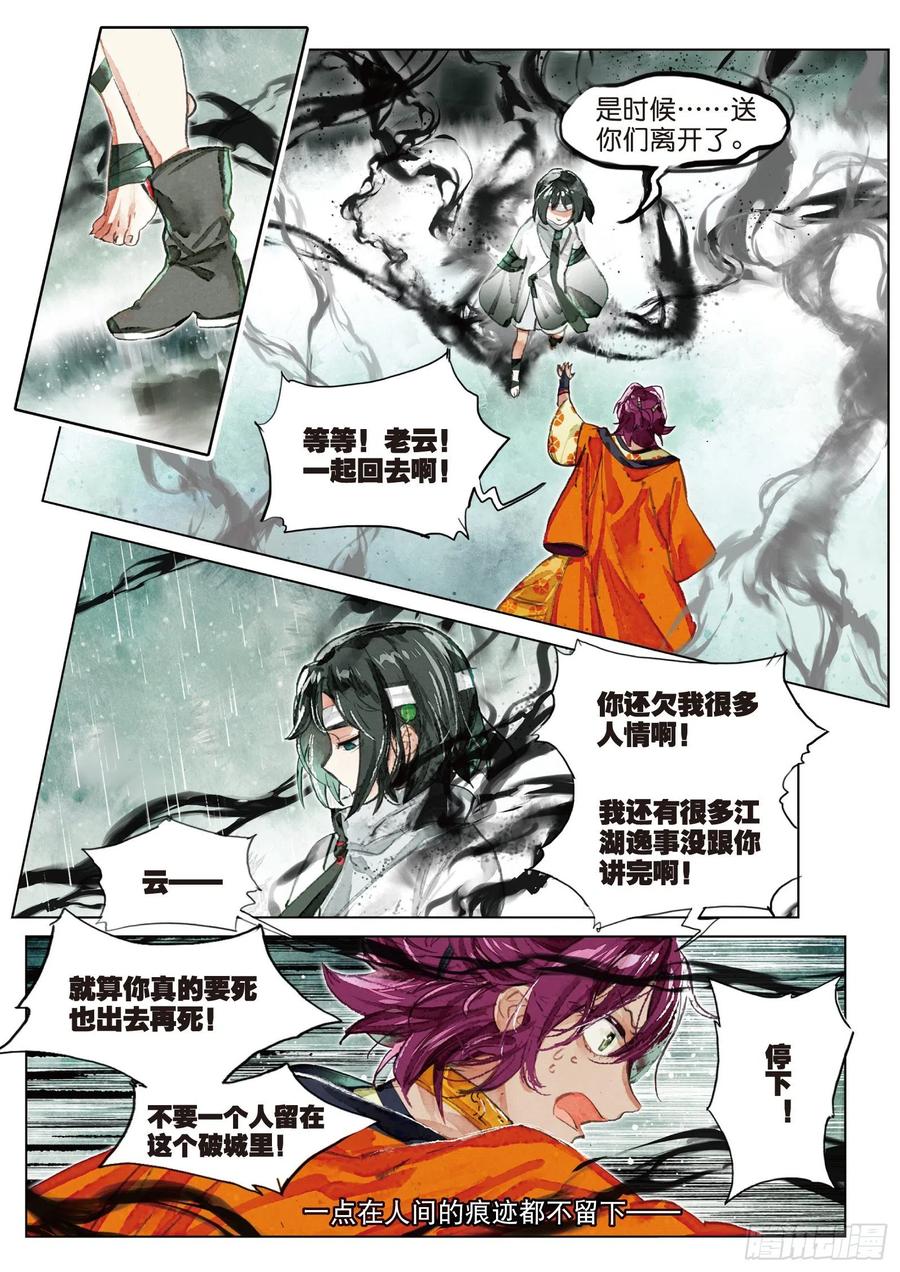 是时候……送
你们离开了。
等等！老云！
一起回去啊！
你还欠我很多
人情啊！
我还有很多江
湖逸事没跟你
讲完啊！
云——
就算你真的要死
也出去再死！
不要一个人留在
这个破城里！
停
下！
一点在人间的痕迹都不留下——
腾讯动漫